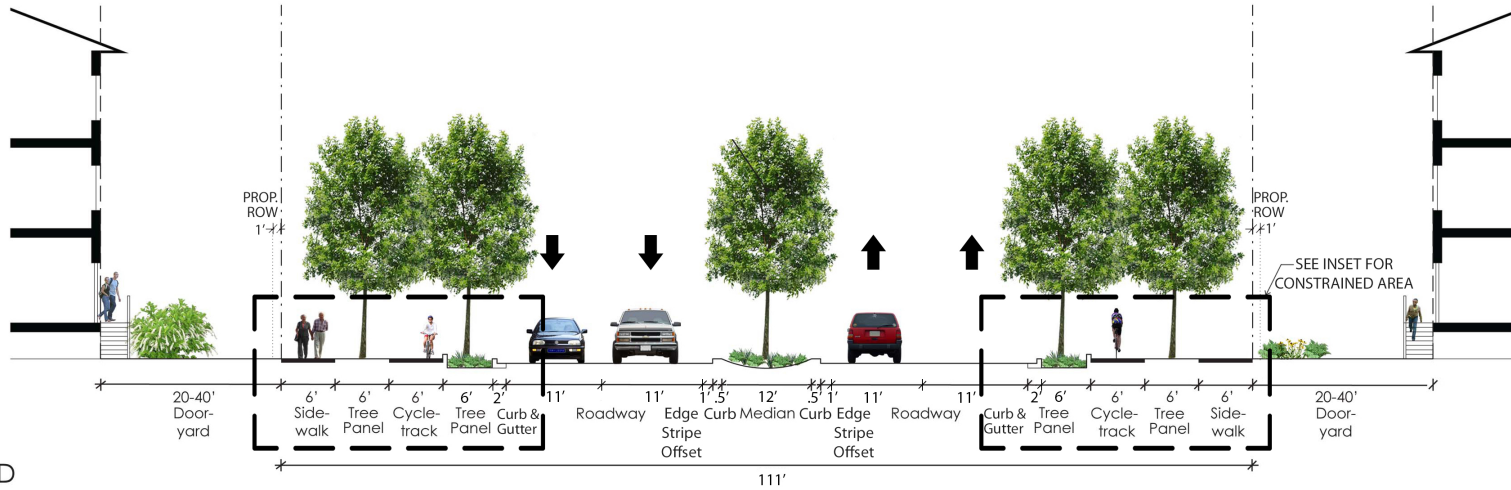 PROP.
ROW
1'
PROP.
ROW
1'
SEE INSET FOR
CONSTRAINED AREA
20-40' 6' 6' 6' 6' 2' 11' 11' 1' .5' 12' .5' 1' 11' 11' 2' 6' 6' 6' 6' 20-40'
Door-
yard
Side-
walk
Tree
Panel
Cycle-
track
Tree
Panel
Curb &
Gutter
Roadway
Edge
Stripe
Offset
Curb
Median
Curb
Edge
Stripe
Offset
Roadway
Curb &
Gutter
Tree
Panel
Cycle-
track
Tree
Panel
Side-
walk
Door-
yard
111'
D